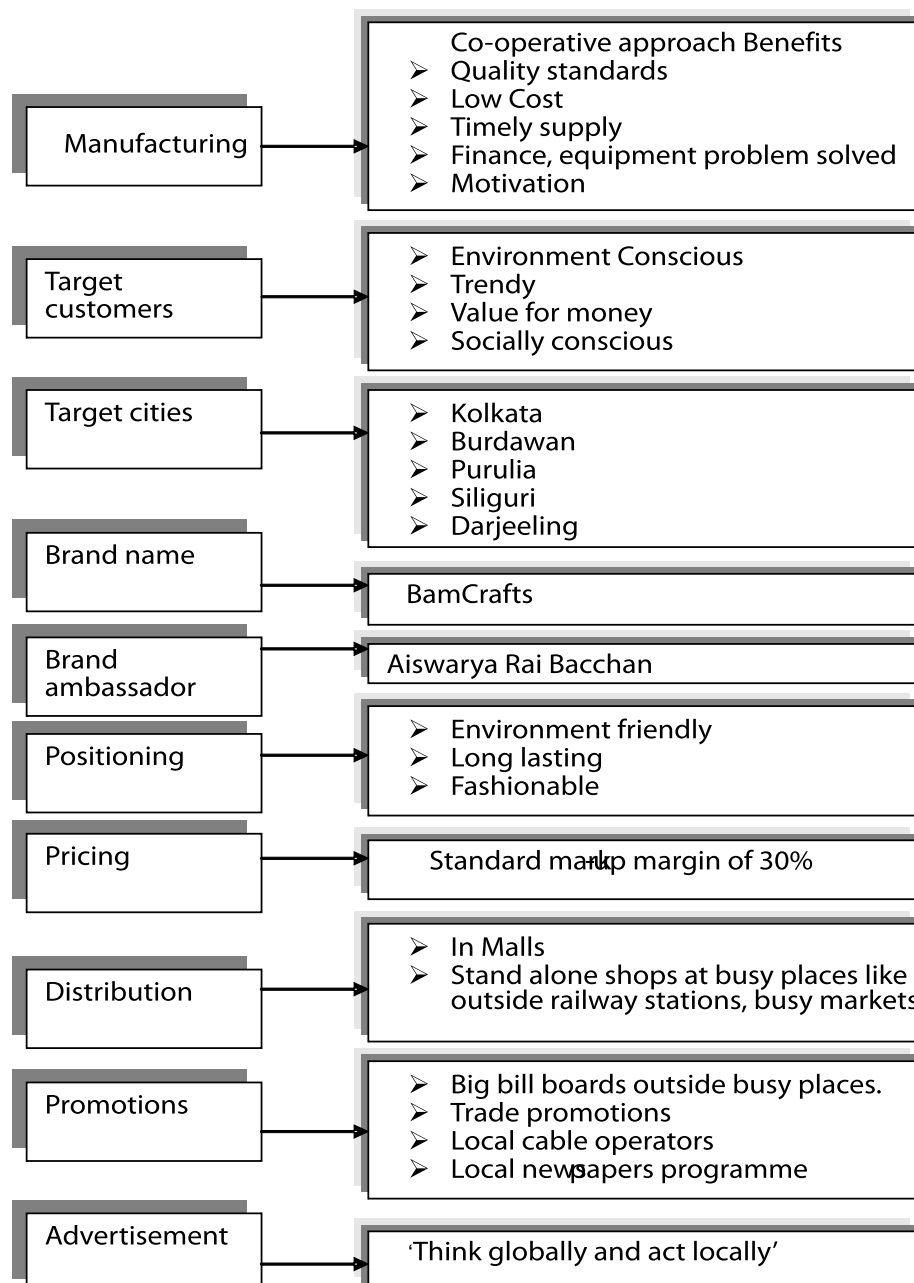 Co-operative approach Benefits
➢ Quality standards
➢ Low Cost
➢ Timely supply
➢ Finance, equipment problem solved
➢ Motivation
Manufacturing
➢ Environment Conscious
➢ Trendy
➢ Value for money
➢ Socially conscious
Target
customers
Target cities
➢ Kolkata
➢ Burdawan
➢ Purulia
➢ Siliguri
➢ Darjeeling
Brand name
BamCrafts
Brand
ambassador
Aiswarya Rai Bacchan
Positioning
➢ Environment friendly
➢ Long lasting
➢ Fashionable
Pricing
Standard mark-up margin of 30%
Distribution
➢ In Malls
➢ Stand alone shops at busy places like
outside railway stations, busy markets
Promotions
➢ Big bill boards outside busy places.
➢ Trade promotions
➢ Local cable operators
➢ Local newspapers programme
Advertisement
‘Think globally and act locally’